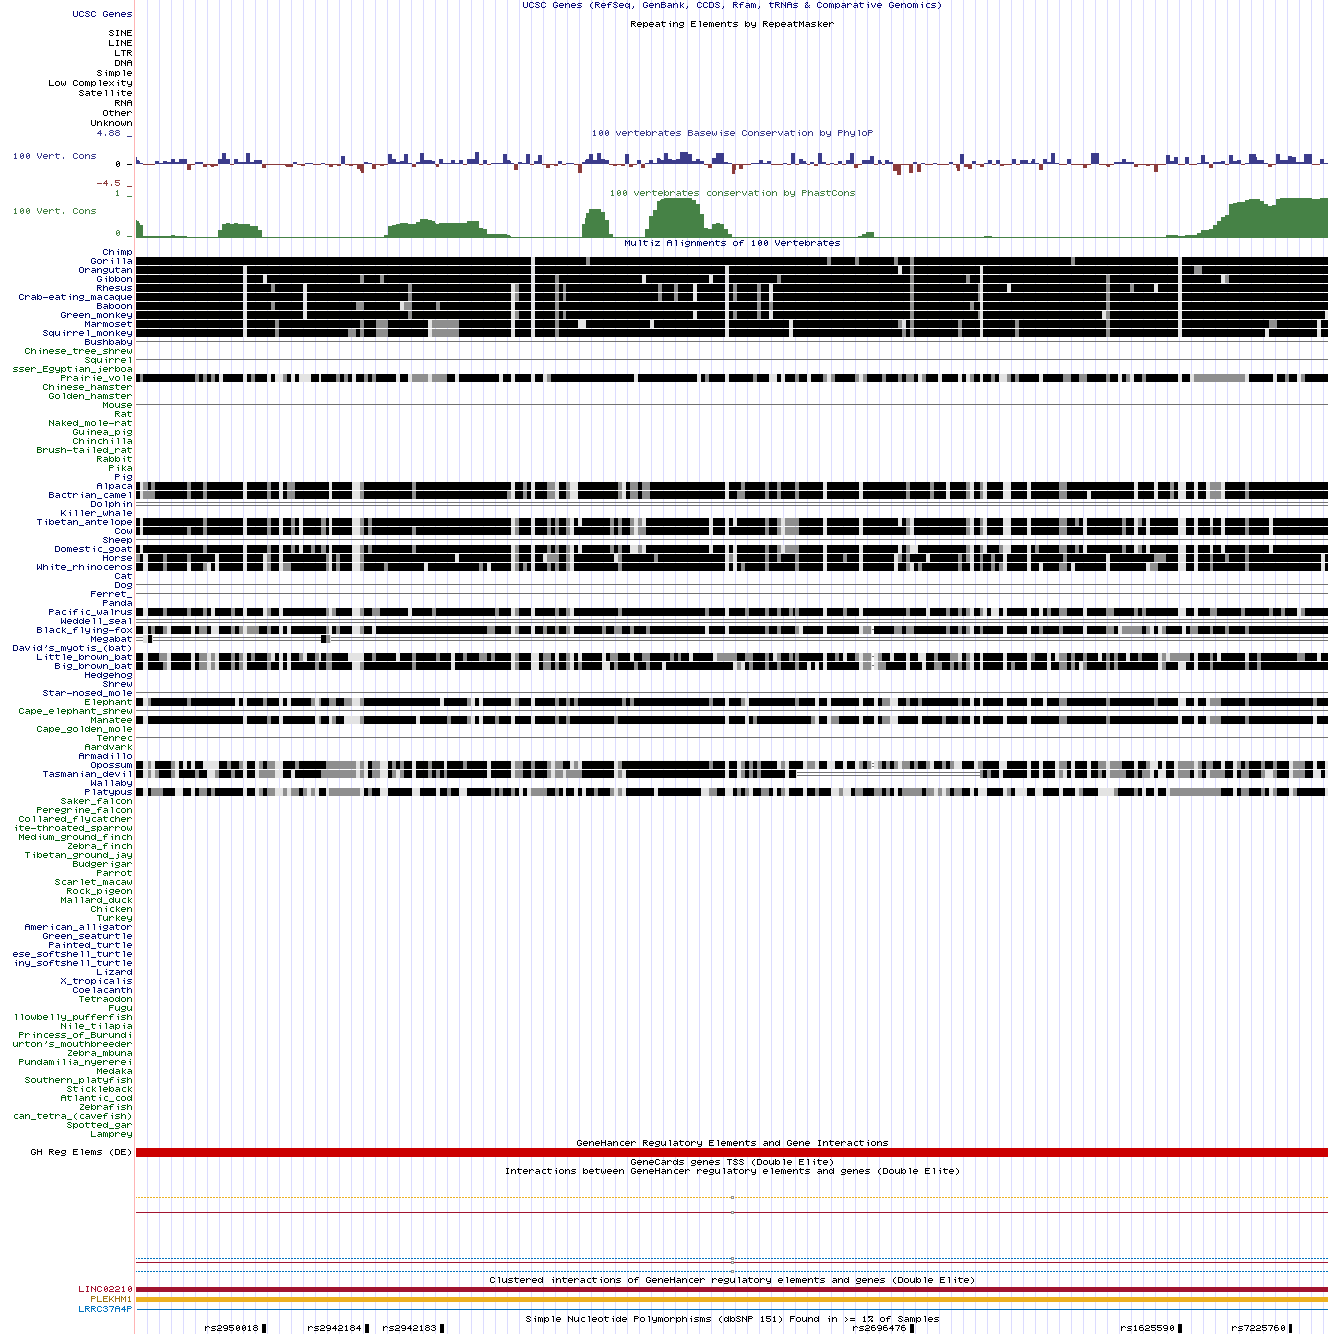 UCSC Genes (RefSeq, GenBank, CCDS, Rfam, tRNAs & Comparative Genomics)
UCSC Genes
Repeating Elements by RepeatMasker
SINE
LINE
LTR
DNA
Simple
Low Complexity
Satellite
RNA
Other
Unknown
4.88 _
100 vertebrates Basewise Conservation by PhyloP
100 Vert. Cons
0 _
-4.5 _
1 _
100 vertebrates conservation by PhastCons
100 Vert. Cons
0 _
Multiz Alignments of 100 Vertebrates
Chimp
Gorilla
Orangutan
Gibbon
Rhesus
Crab-eating_macaque
Baboon
Green_monkey
Marmoset
Squirrel_monkey
Bushbaby
Chinese_tree_shrew
Squirrel
sser_Egyptian_jerboa
Prairie_vole
Chinese_hamster
Golden_hamster
Mouse
Rat
Naked_mole-rat
Guinea_pig
Chinchilla
Brush-tailed_rat
Rabbit
Pika
Pig
Alpaca
Bactrian_camel
Dolphin
Killer_whale
Tibetan_antelope
Cow
Sheep
Domestic_goat
Horse
White_rhinoceros
Cat
Dog
Ferret_
Panda
Pacific_walrus
Weddell_seal
Black_flying-fox
Megabat
David's_myotis_(bat)
Little_brown_bat
Big_brown_bat
Hedgehog
Shrew
Star-nosed_mole
Elephant
Cape_elephant_shrew
Manatee
Cape_golden_mole
Tenrec
Aardvark
Armadillo
Opossum
Tasmanian_devil
Wallaby
Platypus
Saker_falcon
Peregrine_falcon
Collared_flycatcher
ite-throated_sparrow
Medium_ground_finch
Zebra_finch
Tibetan_ground_jay
Budgerigar
Parrot
Scarlet_macaw
Rock_pigeon
Mallard_duck
Chicken
Turkey
American_alligator
Green_seaturtle
Painted_turtle
ese_softshell_turtle
iny_softshell_turtle
Lizard
X_tropicalis
Coelacanth
Tetraodon
Fugu
llowbelly_pufferfish
Nile_tilapia
Princess_of_Burundi
urton's_mouthbreeder
Zebra_mbuna
Pundamilia_nyererei
Medaka
Southern_platyfish
Stickleback
Atlantic_cod
Zebrafish
can_tetra_(cavefish)
Spotted_gar
Lamprey
GeneHancer Regulatory Elements and Gene Interactions
GH Reg Elems (DE)
GeneCards genes TSS (Double Elite)
Interactions between GeneHancer regulatory elements and genes (Double Elite)
Clustered interactions of GeneHancer regulatory elements and genes (Double Elite)
LINC02210
PLEKHM1
LRRC37A4P
Simple Nucleotide Polymorphisms (dbSNP 151) Found in >= 1% of Samples
rs2950018 rs2942184 rs2942183 rs2696476 rs1625590 rs7225760